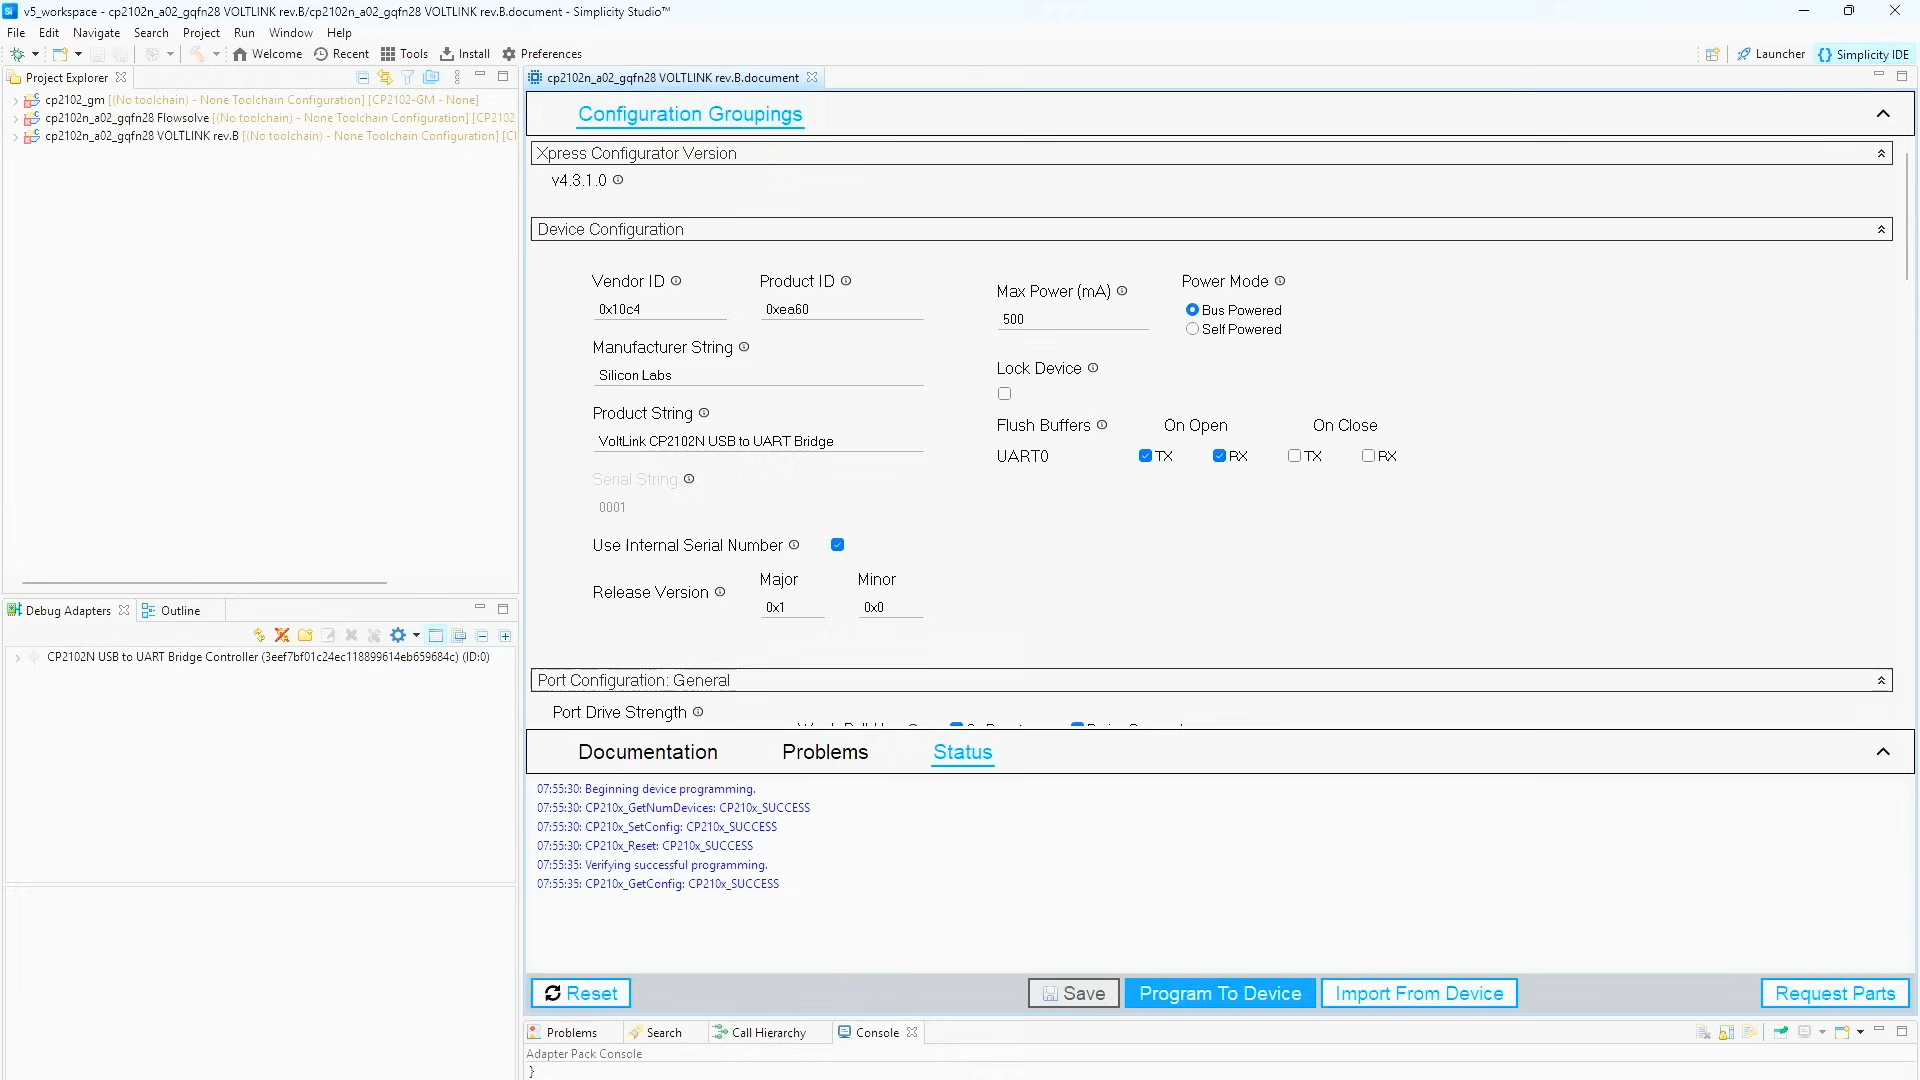 v5_workspace - cp2102n_a02_gqfn28 VOLTLINK rev.B/cp2102n_a02_gqfn28 VOLTLINK rev.B.document - Simplicity Studio™
File Edit Navigate Search Project Run Window Help
Welcome Recent Tools Install Preferences Launcher Simplicity IDE
Project Explorer
cp2102_gm [(No toolchain) - None Toolchain Configuration] [CP2102-GM - None]
cp2102n_a02_gqfn28 Flowsolve [(No toolchain) - None Toolchain Configuration] [CP2102
cp2102n_a02_gqfn28 VOLTLINK rev.B [(No toolchain) - None Toolchain Configuration] [CI
cp2102n_a02_gqfn28 VOLTLINK rev.B.document
Configuration Groupings
Xpress Configurator Version
v4.3.1.0
Device Configuration
Vendor ID Product ID Max Power (mA) Power Mode
0x10c4 0xea60 500 Bus Powered
Self Powered
Manufacturer String
Silicon Labs
Lock Device
Product String
VoltLink CP2102N USB to UART Bridge
Flush Buffers On Open On Close
UART0 TX RX TX RX
Serial String
0001
Use Internal Serial Number
Major Minor
Release Version
0x1 0x0
Port Configuration: General
Port Drive Strength
Debug Adapters Outline
CP2102N USB to UART Bridge Controller (3eef7bf01c24ec118899614eb659684c) (ID:0)
Documentation Problems Status
07:55:30: Beginning device programming.
07:55:30: CP210x_GetNumDevices: CP210x_SUCCESS
07:55:30: CP210x_SetConfig: CP210x_SUCCESS
07:55:30: CP210x_Reset: CP210x_SUCCESS
07:55:35: Verifying successful programming.
07:55:35: CP210x_GetConfig: CP210x_SUCCESS
Reset Save Program To Device Import From Device Request Parts
Problems Search Call Hierarchy Console
Adapter Pack Console
}